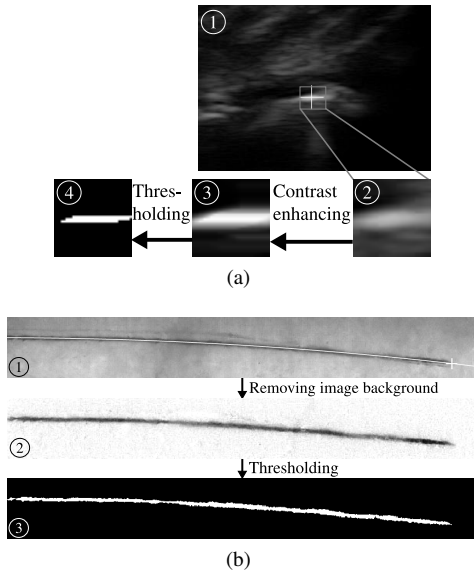 ①
④ Thres-
holding ③ Contrast
enhancing ②
(a)
①
Removing image background
②
Thresholding
③
(b)